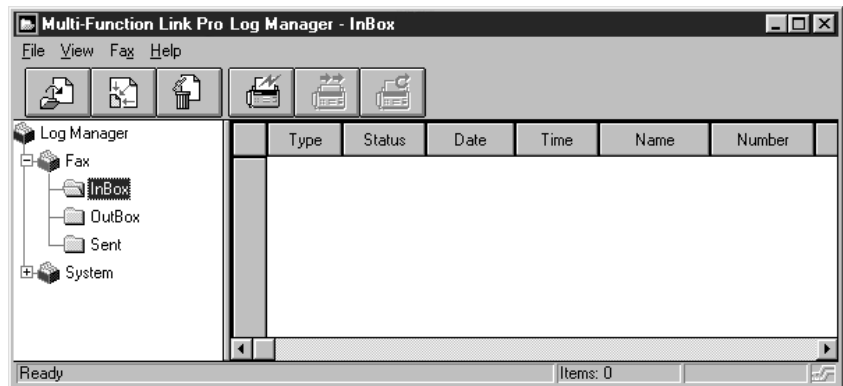 Multi-Function Link Pro Log Manager - InBox
File View Fax Help
Log Manager
Fax
InBox
OutBox
Sent
System
Type Status Date Time Name Number
Ready Items: 0